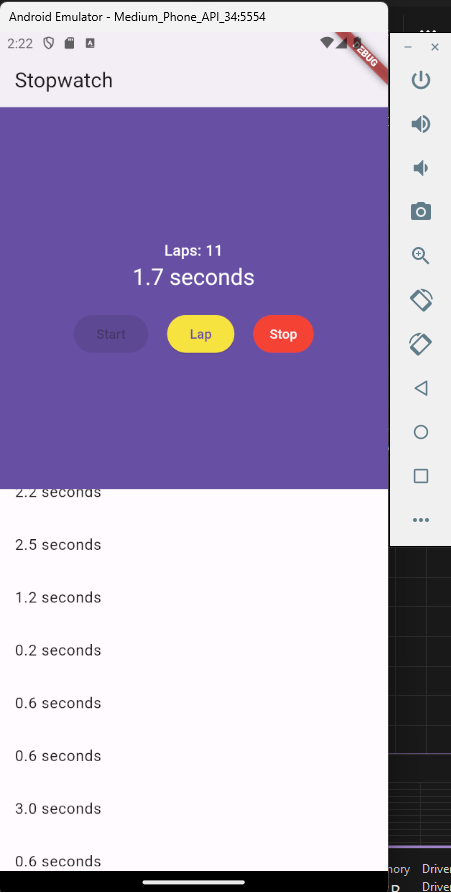 Android Emulator - Medium_Phone_API_34:5554
2:22
DEBUG
Stopwatch
Laps: 11
1.7 seconds
Start
Lap
Stop
2.2 seconds
2.5 seconds
1.2 seconds
0.2 seconds
0.6 seconds
0.6 seconds
3.0 seconds
0.6 seconds
Driver
Driver